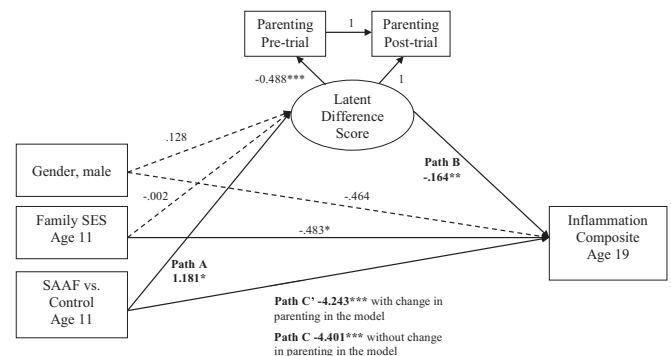 Parenting
Pre-trial
1
Parenting
Post-trial
-0.488***
1
Latent
Difference
Score
.128
Gender, male
-.002
Path B
-.164**
-.464
Family SES
Age 11
-.483*
Inflammation
Composite
Age 19
Path A
1.181*
SAAF vs.
Control
Age 11
Path C' -4.243*** with change in
parenting in the model
Path C -4.401*** without change
in parenting in the model